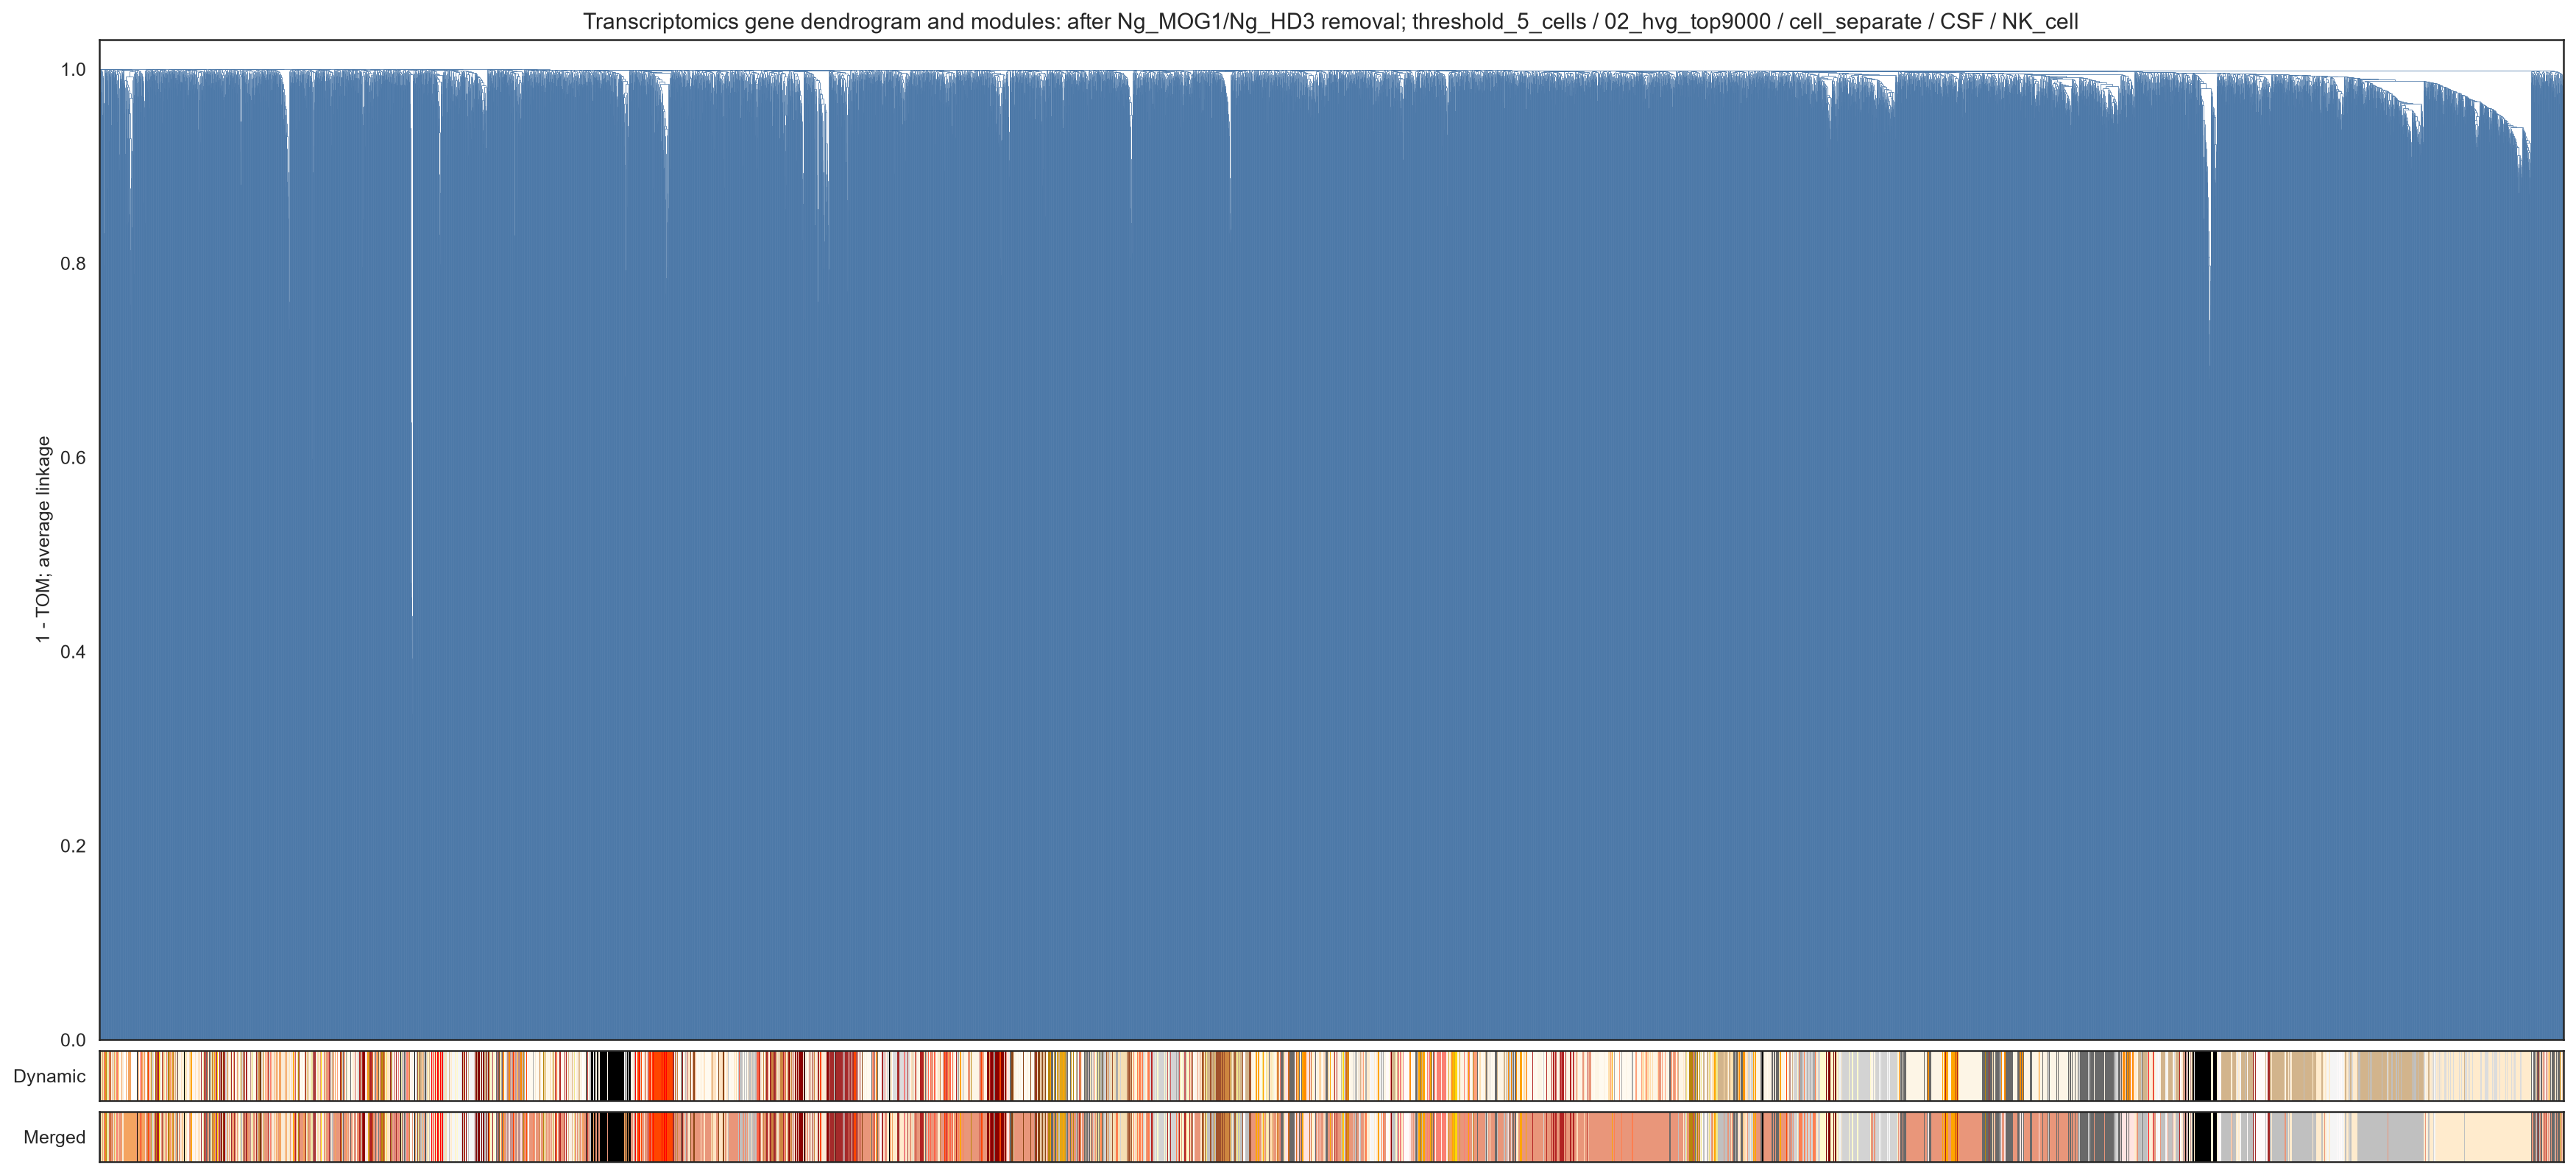 Transcriptomics gene dendrogram and modules: after Ng_MOG1/Ng_HD3 removal; threshold_5_cells / 02_hvg_top9000 / cell_separate / CSF / NK_cell
1.0
0.8
0.6
0.4
0.2
0.0
1 - TOM; average linkage
Dynamic
Merged